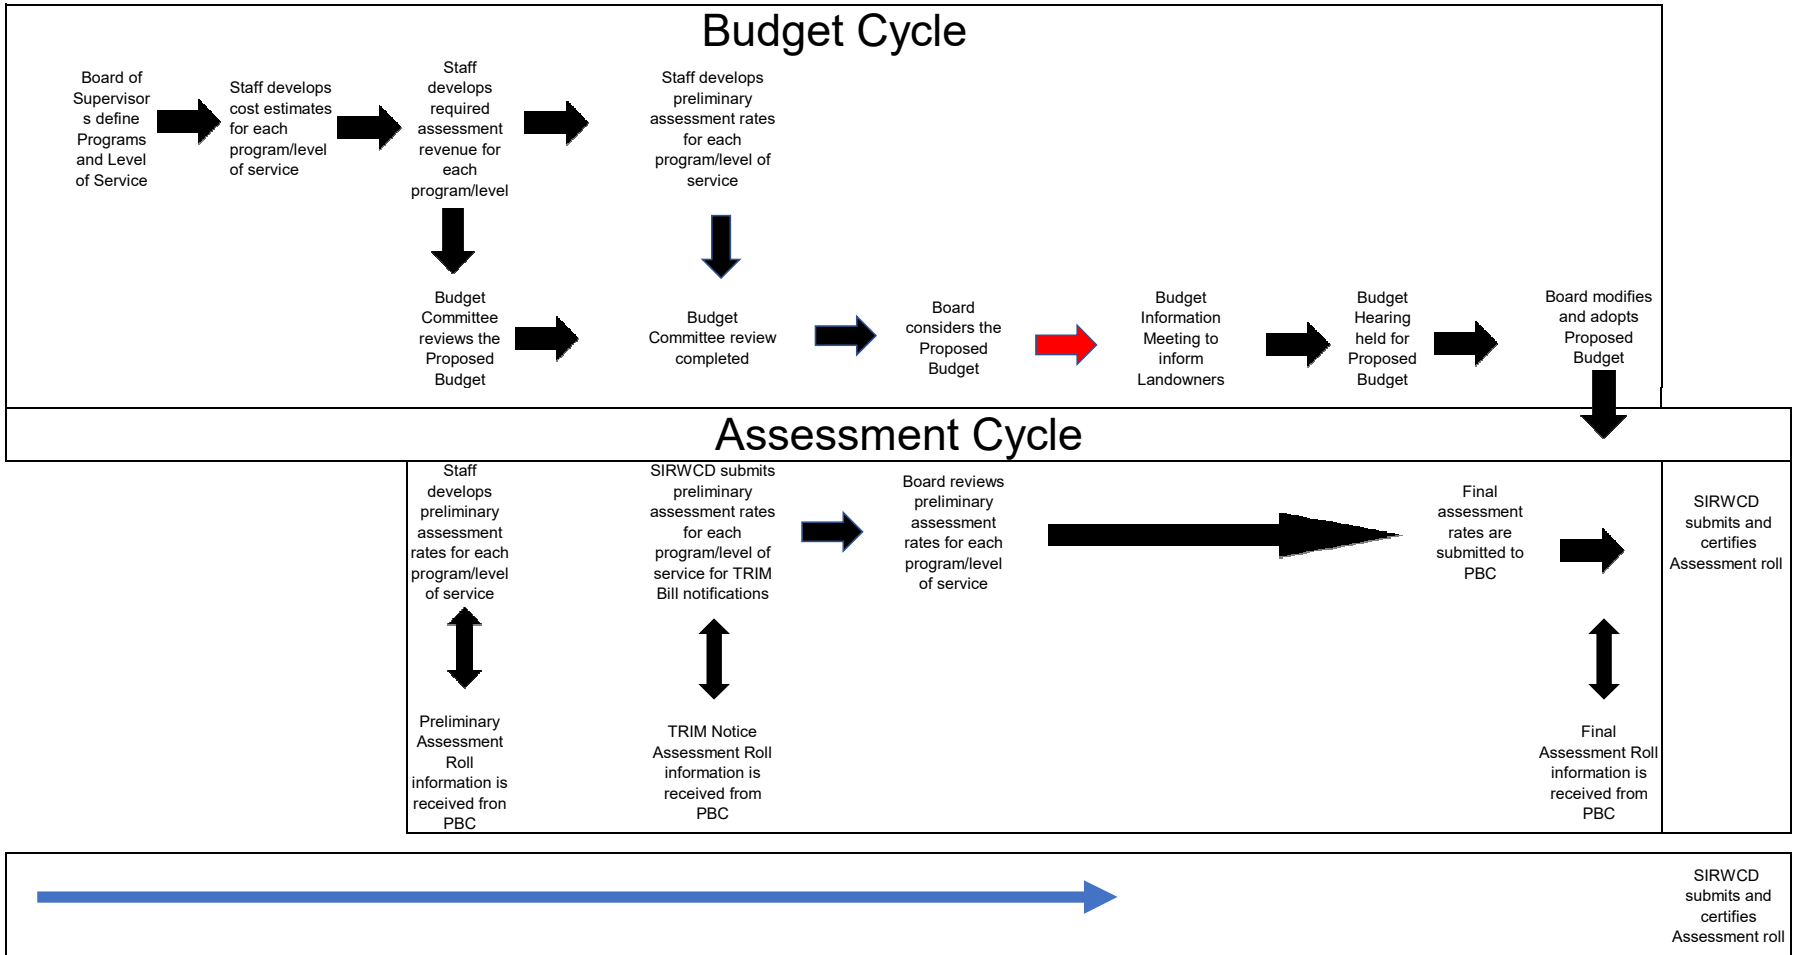 Budget Cycle
Board of
Supervisor
s define
Programs
and Level
of Service
Staff develops
cost estimates
for each
program/level
of service
Staff
develops
required
assessment
revenue for
each
program/level
Staff develops
preliminary
assessment rates
for each
program/level of
service
Budget
Committee
reviews the
Proposed
Budget
Budget
Committee review
completed
Board
considers the
Proposed
Budget
Budget
Information
Meeting to
inform
Landowners
Budget
Hearing
held for
Proposed
Budget
Board modifies
and adopts
Proposed
Budget
Assessment Cycle
Staff
develops
preliminary
assessment
rates for each
program/level
of service
SIRWCD submits
preliminary
assessment rates
for each
program/level of
service for TRIM
Bill notifications
Board reviews
preliminary
assessment
rates for each
program/level
of service
Final
assessment
rates are
submitted to
PBC
SIRWCD
submits and
certifies
Assessment roll
Preliminary
Assessment
Roll
information is
received fron
PBC
TRIM Notice
Assessment Roll
information is
received from
PBC
Final
Assessment Roll
information is
received from
PBC
SIRWCD
submits and
certifies
Assessment roll